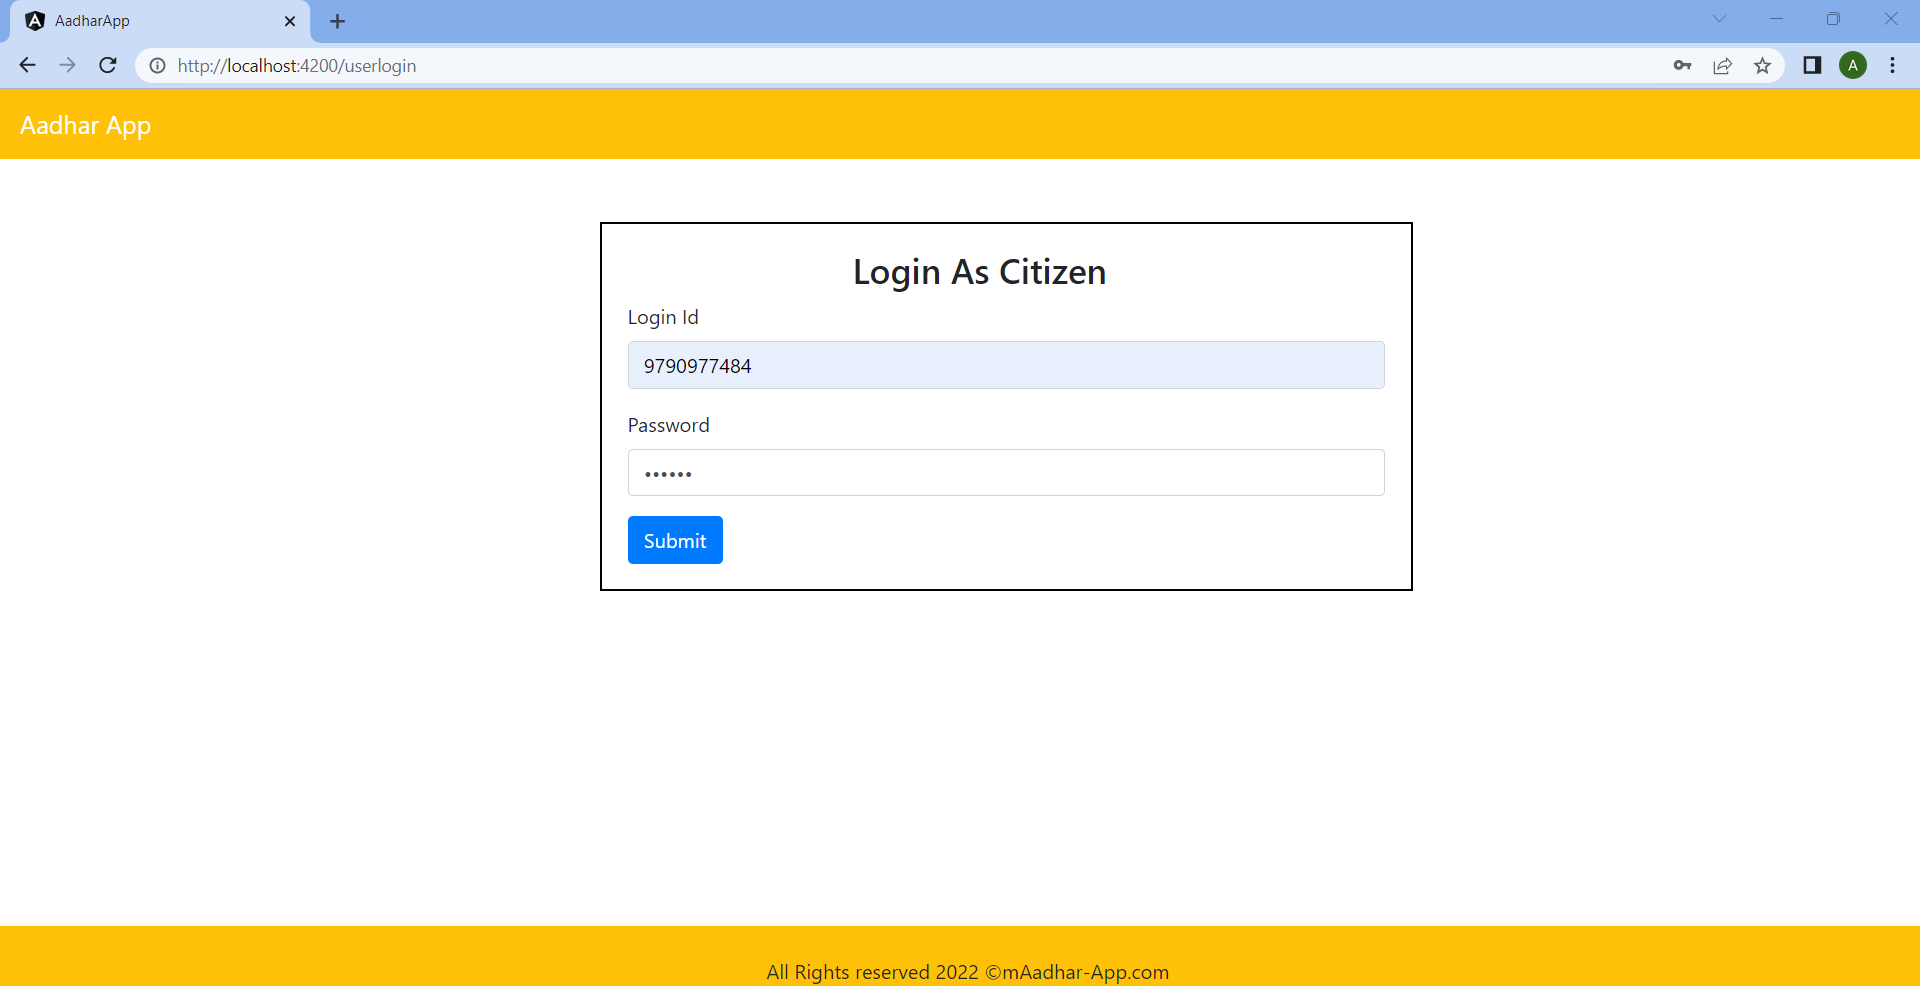 AadharApp
http://localhost:4200/userlogin
A
Aadhar App
Login As Citizen
Login Id
9790977484
Password
••••••
Submit
All Rights reserved 2022 ©mAadhar-App.com